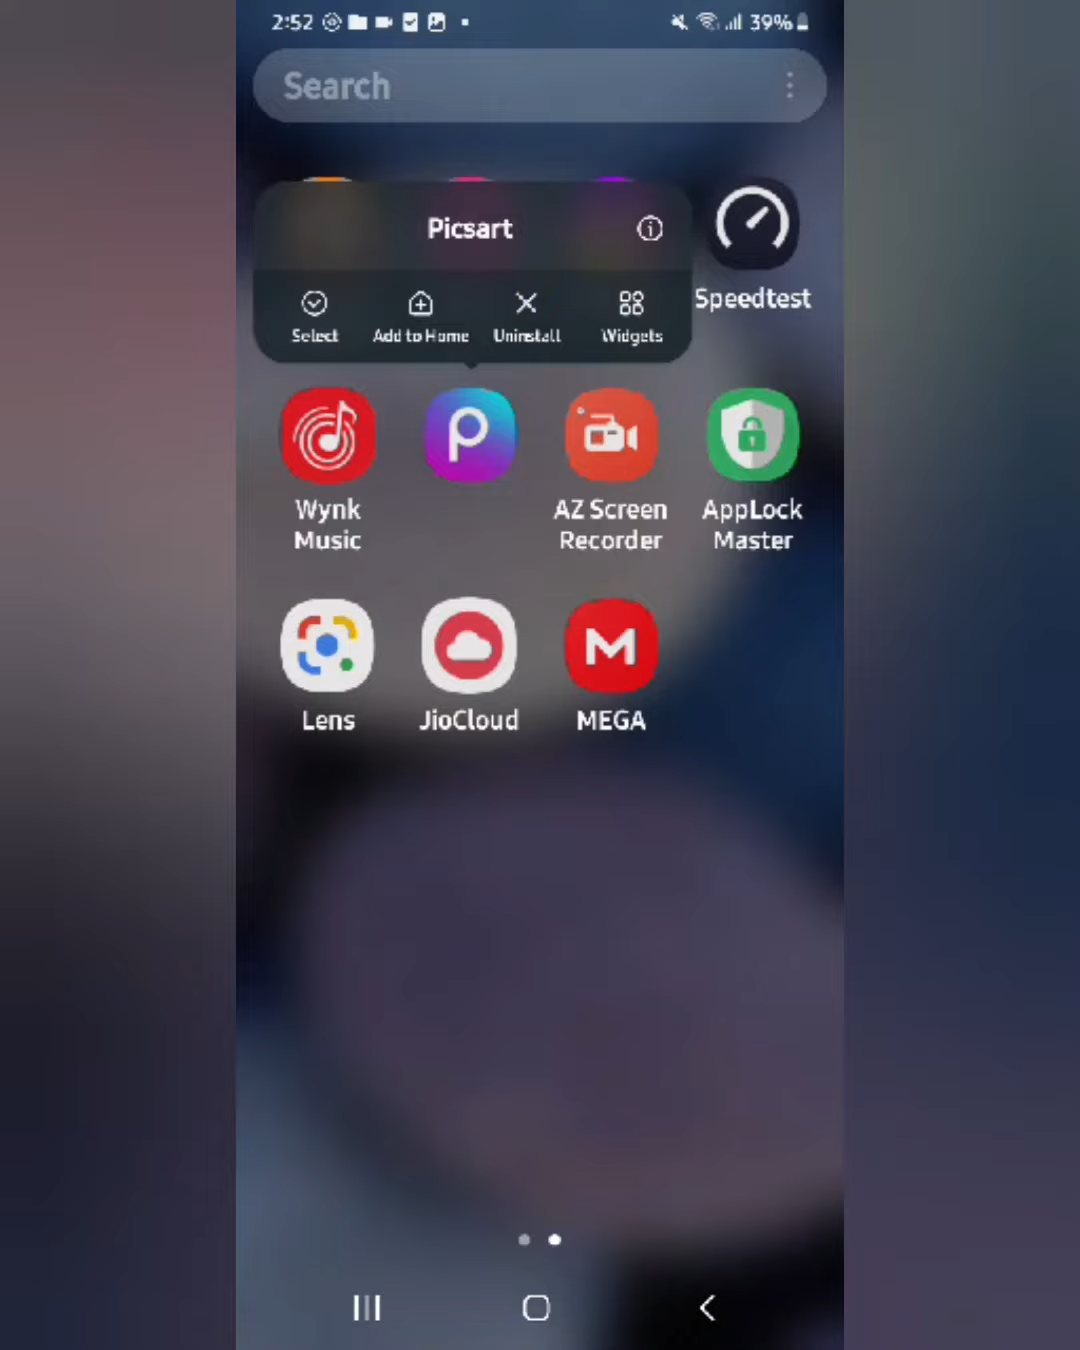 2:52
39%
Search
Picsart
Select
Add to Home
Uninstall
Widgets
Speedtest
Wynk
Music
AZ Screen
Recorder
AppLock
Master
Lens
JioCloud
MEGA